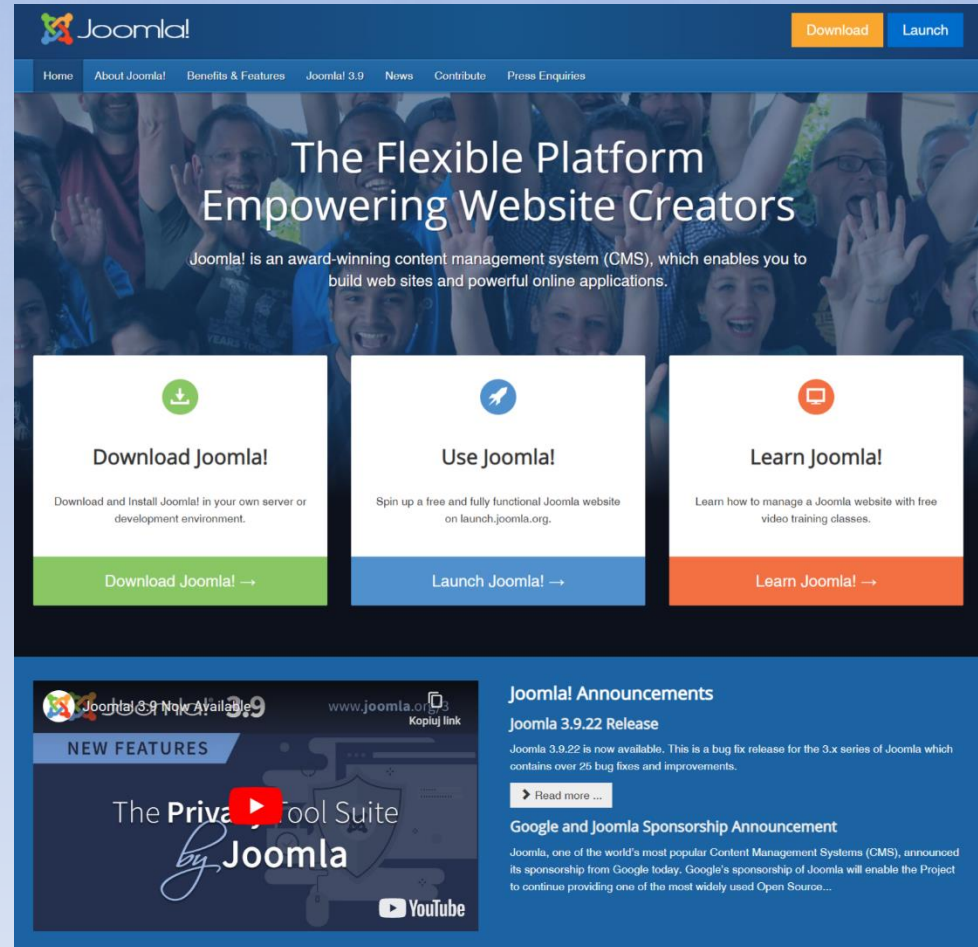 Joomla!
Download Launch
Home About Joomla! Benefits & Features Joomla! 3.9 News Contribute Press Enquiries
The Flexible Platform
Empowering Website Creators
Joomla! is an award-winning content management system (CMS), which enables you to
build web sites and powerful online applications.
YEARS
Download Joomla!
Download and Install Joomla! in your own server or
development environment.
Download Joomla! →
Use Joomla!
Spin up a free and fully functional Joomla website
on launch.joomla.org.
Launch Joomla! →
Learn Joomla!
Learn how to manage a Joomla website with free
video training classes.
Learn Joomla! →
Joomla! 3.9 Now Available
Joomla! 3.9
www.joomla.org/3
Kopiuj link
NEW FEATURES
The Privacy Tool Suite
by Joomla
YouTube
Joomla! Announcements
Joomla 3.9.22 Release
Joomla 3.9.22 is now available. This is a bug fix release for the 3.x series of Joomla which
contains over 25 bug fixes and improvements.
Read more ...
Google and Joomla Sponsorship Announcement
Joomla, one of the world's most popular Content Management Systems (CMS), announced
its sponsorship from Google today. Google's sponsorship of Joomla will enable the Project
to continue providing one of the most widely used Open Source...